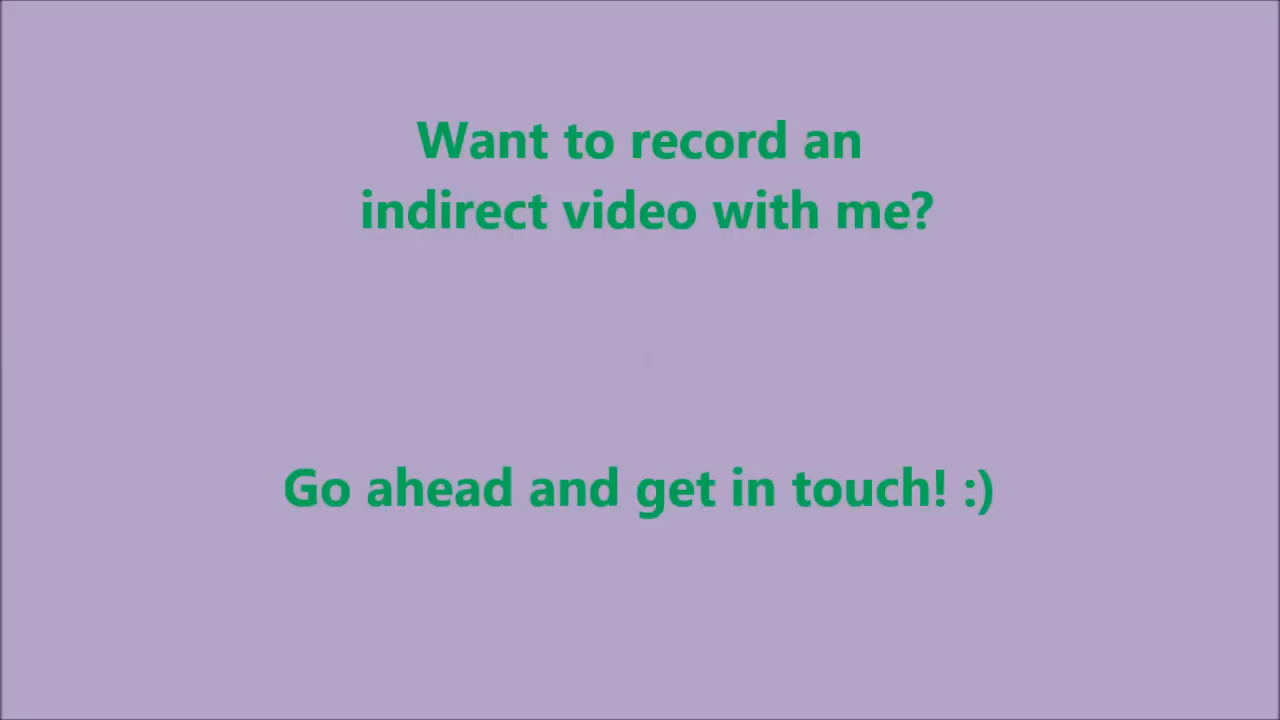 Want to record an
indirect video with me?
Go ahead and get in touch! :)